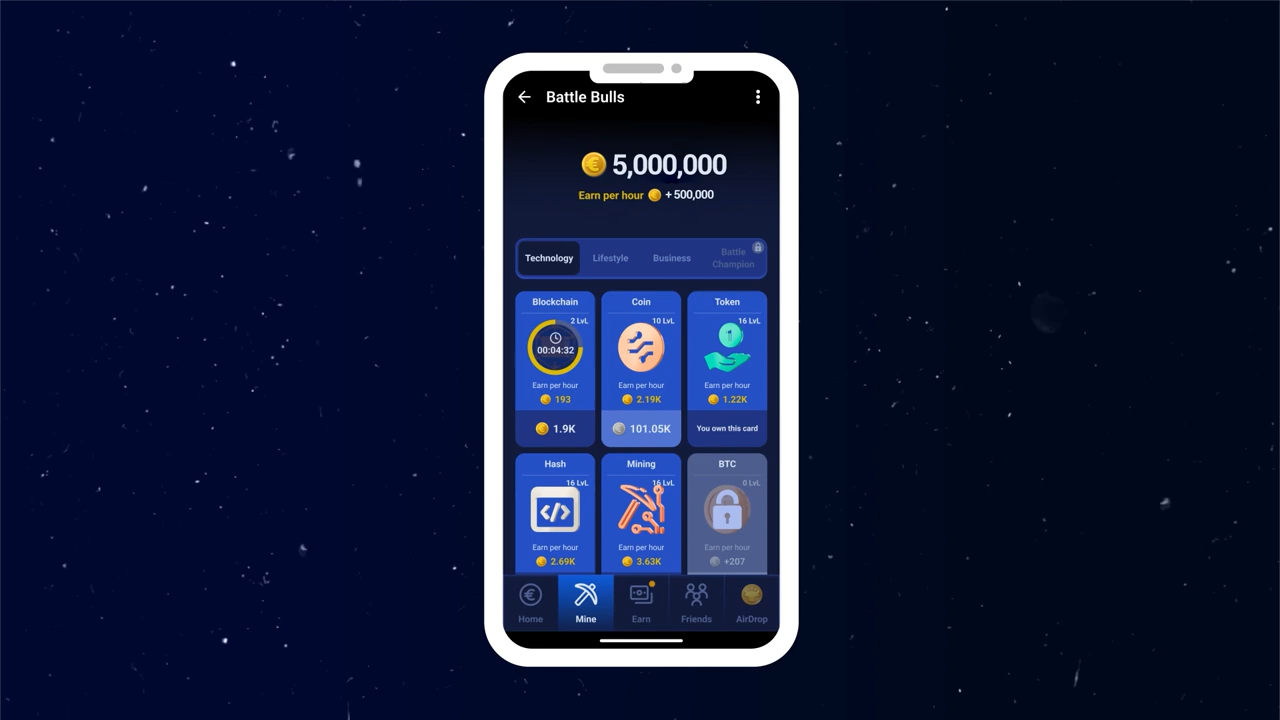 Battle Bulls
€ 5,000,000
Earn per hour + 500,000
Technology Lifestyle Business Battle Champion
Blockchain Coin Token
2 LvL 10 LvL 16 LvL
00:04:32
Earn per hour Earn per hour Earn per hour
193 2.19K 1.22K
1.9K 101.05K You own this card
Hash Mining BTC
16 LvL 16 LvL 0 LvL
</>
Earn per hour Earn per hour Earn per hour
2.69K 3.63K +207
Home Mine Earn Friends AirDrop